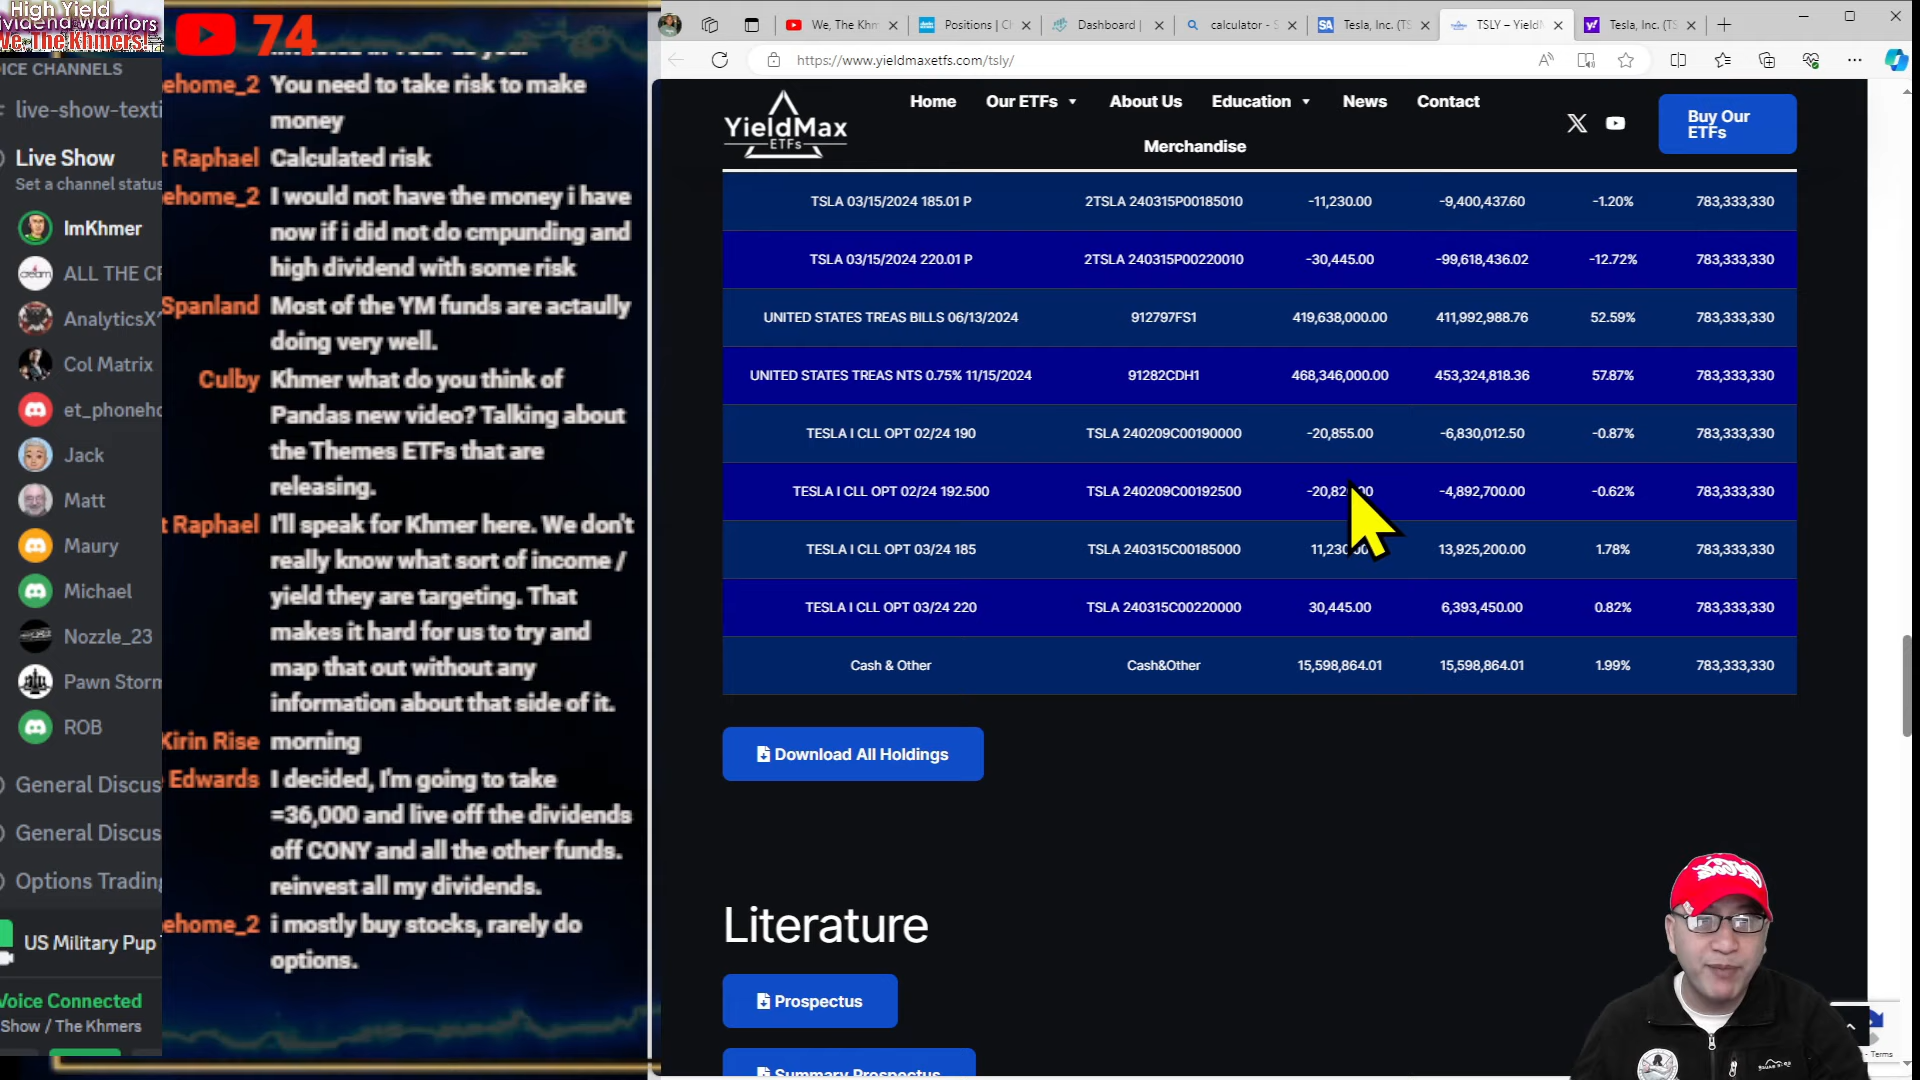 High Yield
Dividend Warriors
We, The Khmers!
74
VOICE CHANNELS
live-show-texti
Live Show
Set a channel status
ImKhmer
ALL THE CR
AnalyticsX
Col Matrix
et_phoneho
Jack
Matt
Maury
Michael
Nozzle_23
Pawn Storm
ROB
General Discus
General Discus
Options Trading
US Military Pup
Voice Connected
Show / The Khmers
ehome_2 You need to take risk to make
money
t Raphael Calculated risk
ehome_2 I would not have the money i have
now if i did not do cmpunding and
high dividend with some risk
Spanland Most of the YM funds are actaully
doing very well.
Culby Khmer what do you think of
Pandas new video? Talking about
the Themes ETFs that are
releasing.
t Raphael I'll speak for Khmer here. We don't
really know what sort of income /
yield they are targeting. That
makes it hard for us to try and
map that out without any
information about that side of it.
Kirin Rise morning
Edwards I decided, I'm going to take
=36,000 and live off the dividends
off CONY and all the other funds.
reinvest all my dividends.
ehome_2 i mostly buy stocks, rarely do
options.
We, The Khm
Positions | C
Dashboard |
calculator - S
Tesla, Inc. (TS
TSLY – Yield
Tesla, Inc. (TS
https://www.yieldmaxetfs.com/tsly/
YieldMax
ETFs
Home Our ETFs About Us Education News Contact
Merchandise
Buy Our
ETFs
TSLA 03/15/2024 185.01 P 2TSLA 240315P00185010 -11,230.00 -9,400,437.60 -1.20% 783,333,330
TSLA 03/15/2024 220.01 P 2TSLA 240315P00220010 -30,445.00 -99,618,436.02 -12.72% 783,333,330
UNITED STATES TREAS BILLS 06/13/2024 912797FS1 419,638,000.00 411,992,988.76 52.59% 783,333,330
UNITED STATES TREAS NTS 0.75% 11/15/2024 91282CDH1 468,346,000.00 453,324,818.36 57.87% 783,333,330
TESLA I CLL OPT 02/24 190 TSLA 240209C00190000 -20,855.00 -6,830,012.50 -0.87% 783,333,330
TESLA I CLL OPT 02/24 192.500 TSLA 240209C00192500 -4,892,700.00 -0.62% 783,333,330
TESLA I CLL OPT 03/24 185 TSLA 240315C00185000 13,925,200.00 1.78% 783,333,330
TESLA I CLL OPT 03/24 220 TSLA 240315C00220000 30,445.00 6,393,450.00 0.82% 783,333,330
Cash & Other Cash&Other 15,598,864.01 15,598,864.01 1.99% 783,333,330
Download All Holdings
Literature
Prospectus
Summary Prospectus
- Terms